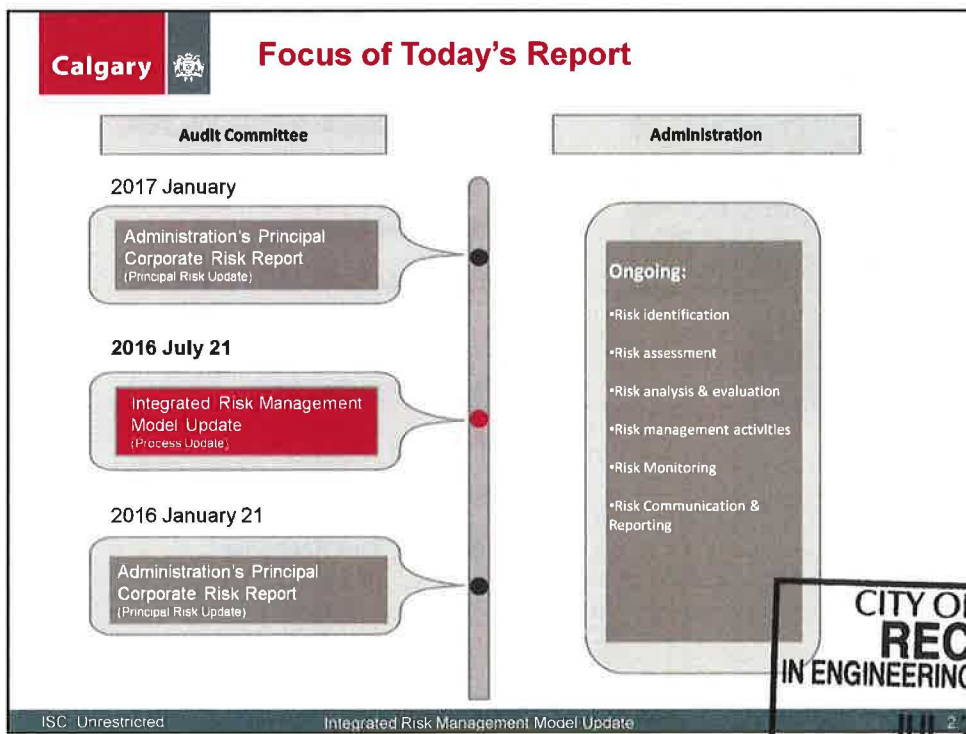 Calgary
Focus of Today's Report
Audit Committee
2017 January
Administration's Principal
Corporate Risk Report
(Principal Risk Update)
2016 July 21
Integrated Risk Management
Model Update
(Process Update)
2016 January 21
Administration's Principal
Corporate Risk Report
(Principal Risk Update)
Administration
Ongoing:
•Risk identification
•Risk assessment
•Risk analysis & evaluation
•Risk management activities
•Risk Monitoring
•Risk Communication &
Reporting
CITY O
REC
IN ENGINEERING
ISC Unrestricted
Integrated Risk Management Model Update
2